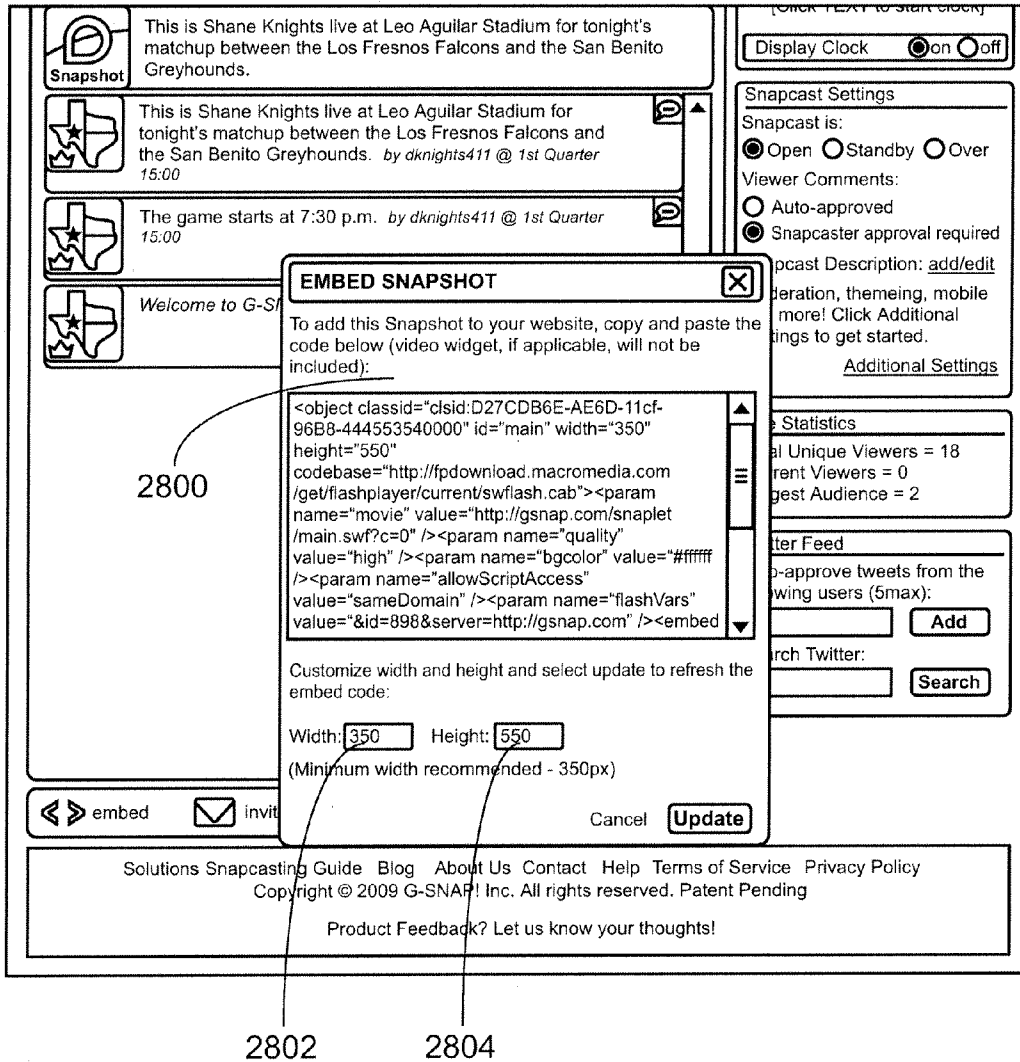 [Click TEXT to start clock]
Display Clock on off
Snapshot
This is Shane Knights live at Leo Aguilar Stadium for tonight's
matchup between the Los Fresnos Falcons and the San Benito
Greyhounds.
This is Shane Knights live at Leo Aguilar Stadium for
tonight's matchup between the Los Fresnos Falcons and
the San Benito Greyhounds. by dknights411 @ 1st Quarter
15:00
The game starts at 7:30 p.m. by dknights411 @ 1st Quarter
15:00
Welcome to
Snapcast Settings
Snapcast is:
Open Standby Over
Viewer Comments:
Auto-approved
Snapcaster approval required
pcast Description: add/edit
deration, themeing, mobile
more! Click Additional
tings to get started.
Additional Settings
Statistics
al Unique Viewers = 18
rent Viewers = 0
gest Audience = 2
tter Feed
o-approve tweets from the
wing users (5max):
Add
rch Twitter:
Search
EMBED SNAPSHOT
To add this Snapshot to your website, copy and paste the
code below (video widget, if applicable, will not be
included):
<object classid="clsid:D27CDB6E-AE6D-11cf-
96B8-444553540000" id="main" width="350"
height="550"
codebase="http://fpdownload.macromedia.com
/get/flashplayer/current/swflash.cab"><param
name="movie" value="http://gsnap.com/snaplet
/main.swf?c=0" /><param name="quality"
value="high" /><param name="bgcolor" value="#ffffff
/><param name="allowScriptAccess"
value="sameDomain" /><param name="flashVars"
value="&id=898&server=http://gsnap.com" /><embed
Customize width and height and select update to refresh the
embed code:
Width: 350 Height: 550
(Minimum width recommended - 350px)
Cancel Update
2800
embed invit
Solutions Snapcasting Guide Blog About Us Contact Help Terms of Service Privacy Policy
Copyright © 2009 G-SNAP! Inc. All rights reserved. Patent Pending
Product Feedback? Let us know your thoughts!
2802 2804